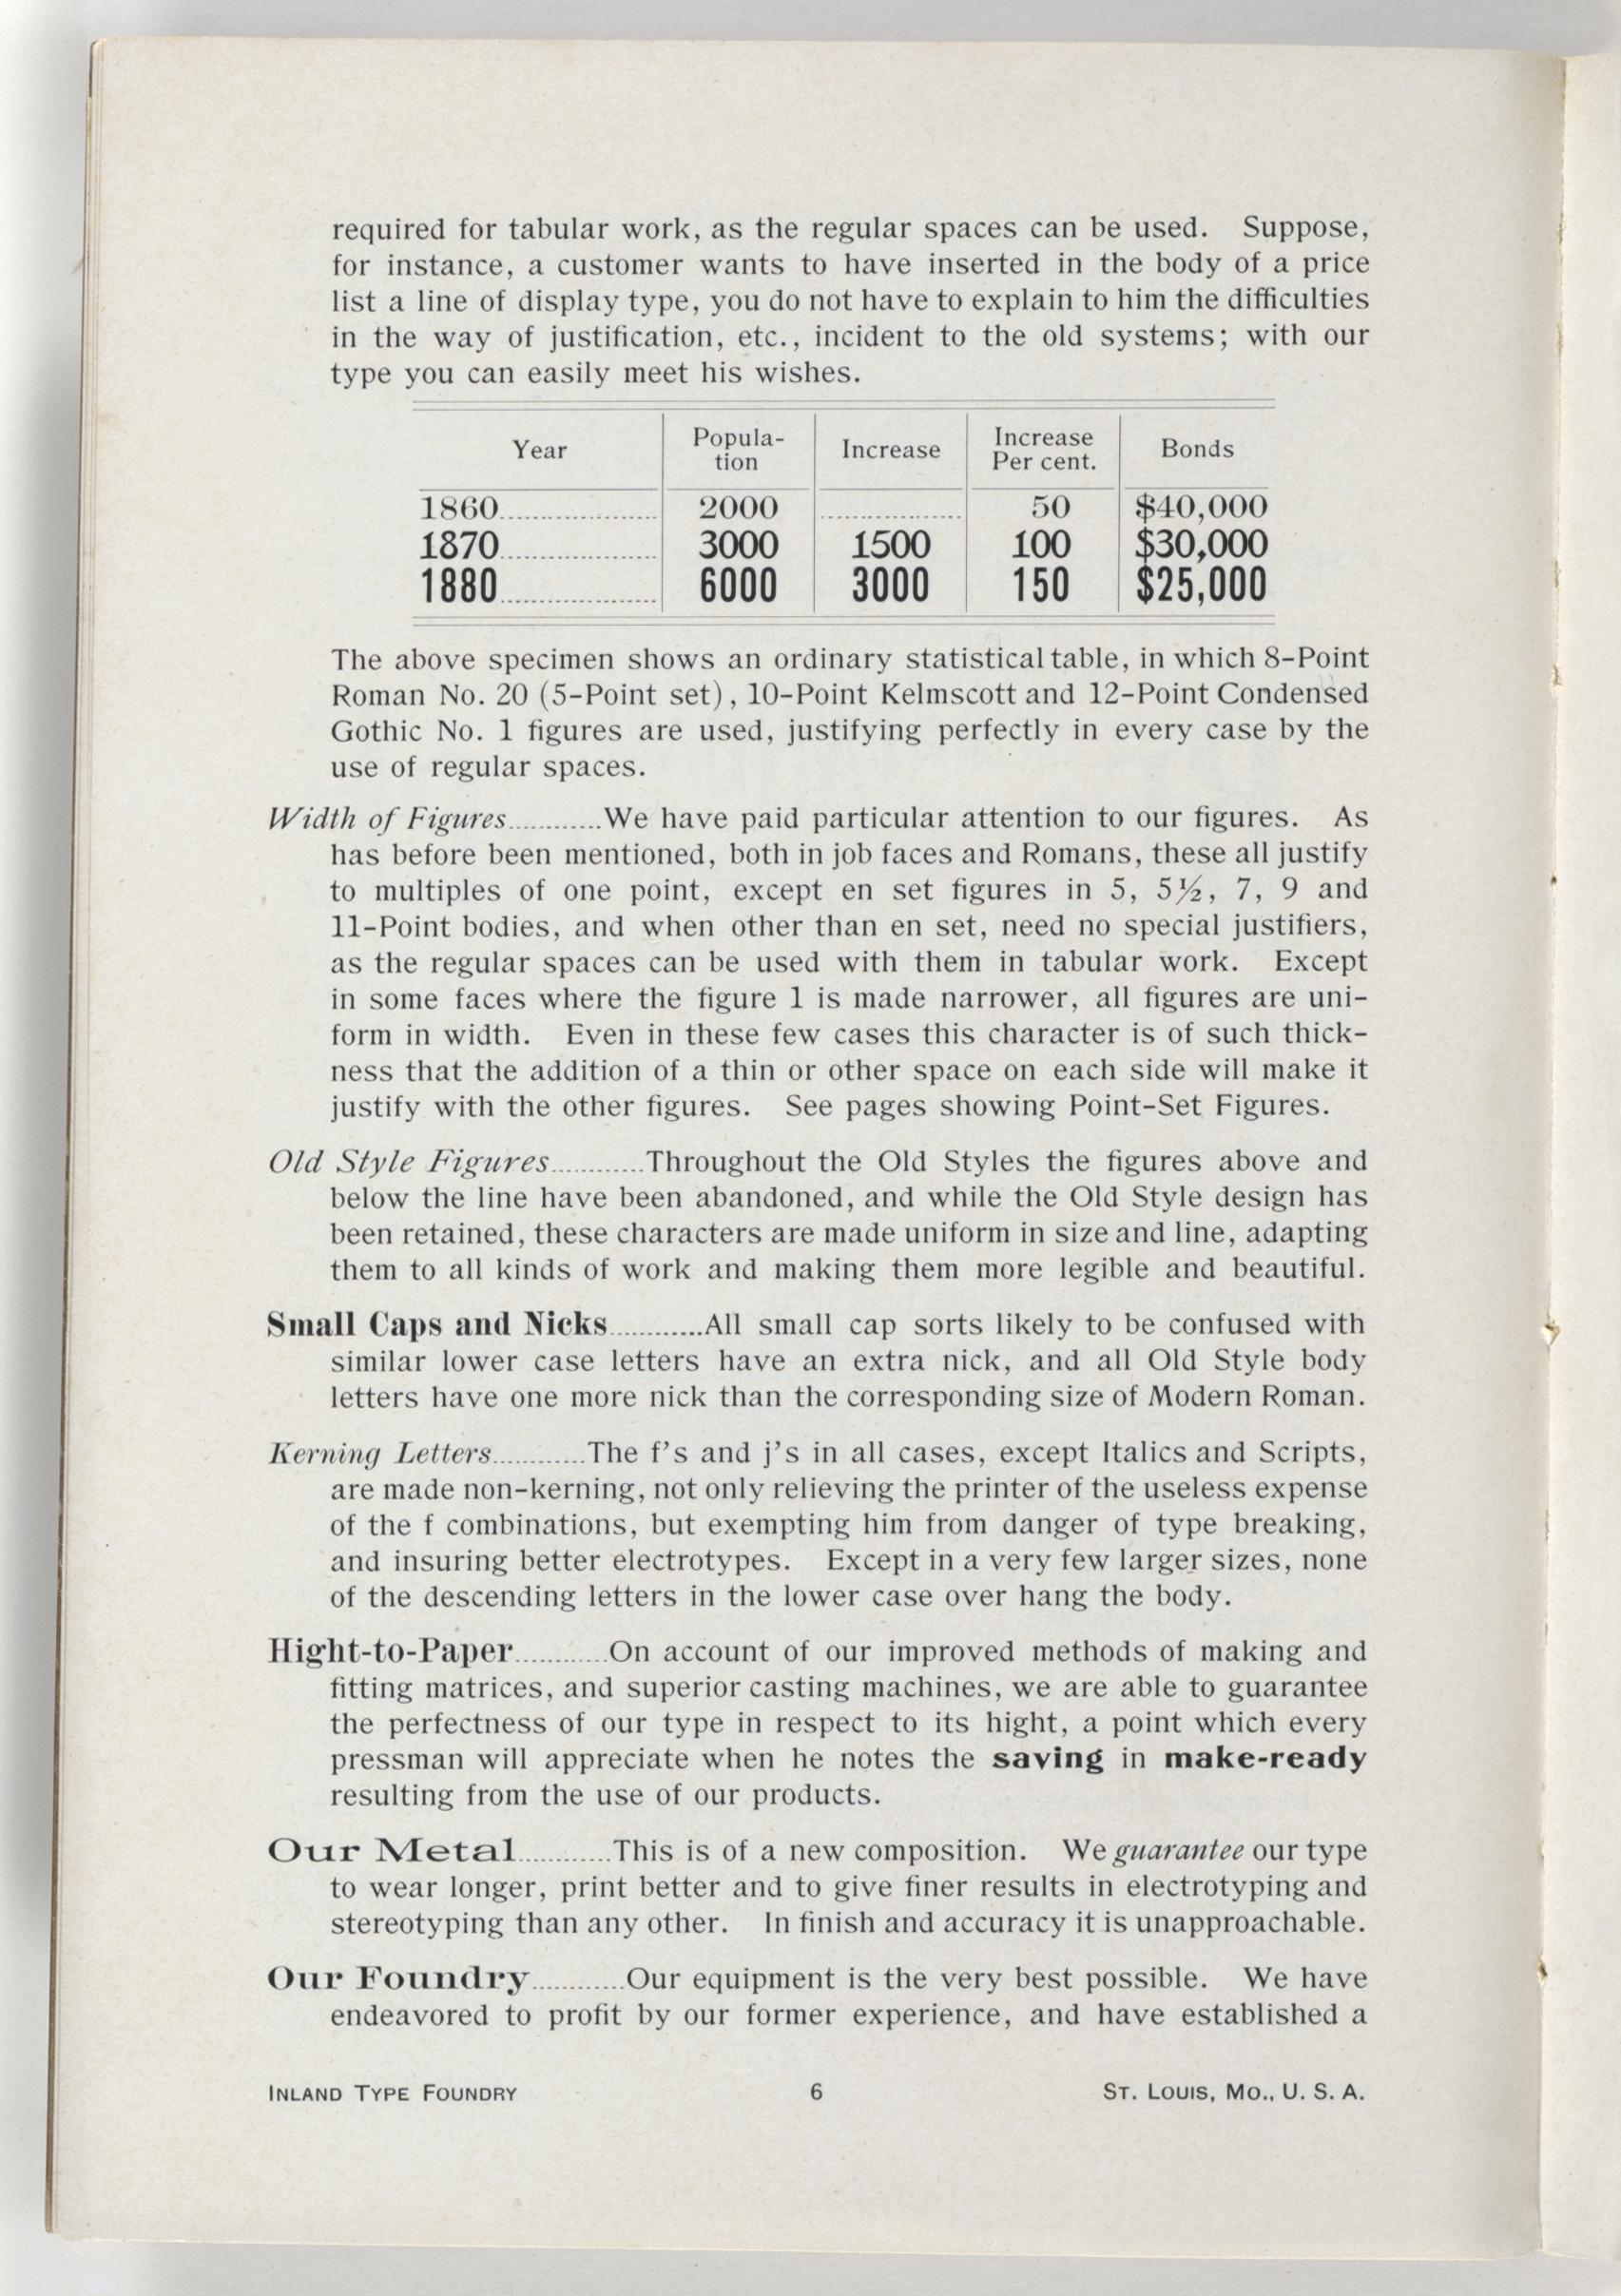 required for tabular work, as the regular spaces can be used. Suppose,
for instance, a customer wants to have inserted in the body of a price
list a line of display type, you do not have to explain to him the difficulties
in the way of justification, etc., incident to the old systems; with our
type you can easily meet his wishes.
Year Popula- Increase Increase Bonds
tion Per cent.
1860.................... 2000 .................. 50 $40,000
1870.................... 3000 1500 100 $30,000
1880.................... 6000 3000 150 $25,000
The above specimen shows an ordinary statistical table, in which 8-Point
Roman No. 20 (5-Point set), 10-Point Kelmscott and 12-Point Condensed
Gothic No. 1 figures are used, justifying perfectly in every case by the
use of regular spaces.
Width of Figures............We have paid particular attention to our figures. As
has before been mentioned, both in job faces and Romans, these all justify
to multiples of one point, except en set figures in 5, 5½, 7, 9 and
11-Point bodies, and when other than en set, need no special justifiers,
as the regular spaces can be used with them in tabular work. Except
in some faces where the figure 1 is made narrower, all figures are uni-
form in width. Even in these few cases this character is of such thick-
ness that the addition of a thin or other space on each side will make it
justify with the other figures. See pages showing Point-Set Figures.
Old Style Figures............Throughout the Old Styles the figures above and
below the line have been abandoned, and while the Old Style design has
been retained, these characters are made uniform in size and line, adapting
them to all kinds of work and making them more legible and beautiful.
Small Caps and Nicks............All small cap sorts likely to be confused with
similar lower case letters have an extra nick, and all Old Style body
letters have one more nick than the corresponding size of Modern Roman.
Kerning Letters............The f's and j's in all cases, except Italics and Scripts,
are made non-kerning, not only relieving the printer of the useless expense
of the f combinations, but exempting him from danger of type breaking,
and insuring better electrotypes. Except in a very few larger sizes, none
of the descending letters in the lower case over hang the body.
Hight-to-Paper............On account of our improved methods of making and
fitting matrices, and superior casting machines, we are able to guarantee
the perfectness of our type in respect to its hight, a point which every
pressman will appreciate when he notes the saving in make-ready
resulting from the use of our products.
Our Metal............This is of a new composition. We guarantee our type
to wear longer, print better and to give finer results in electrotyping and
stereotyping than any other. In finish and accuracy it is unapproachable.
Our Foundry............Our equipment is the very best possible. We have
endeavored to profit by our former experience, and have established a
INLAND TYPE FOUNDRY 6 ST. LOUIS, MO., U. S. A.